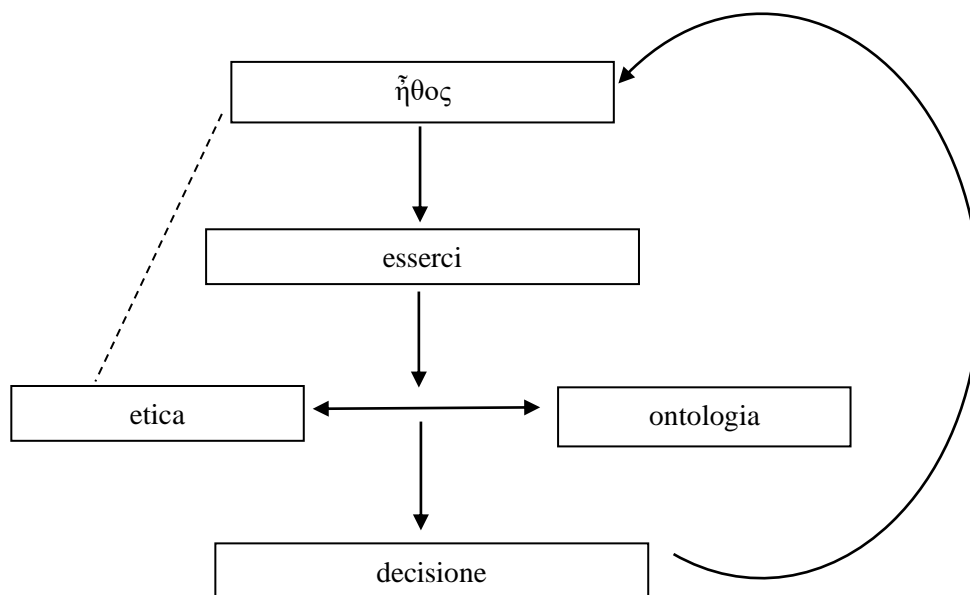 ἦθος
esserci
etica
ontologia
decisione